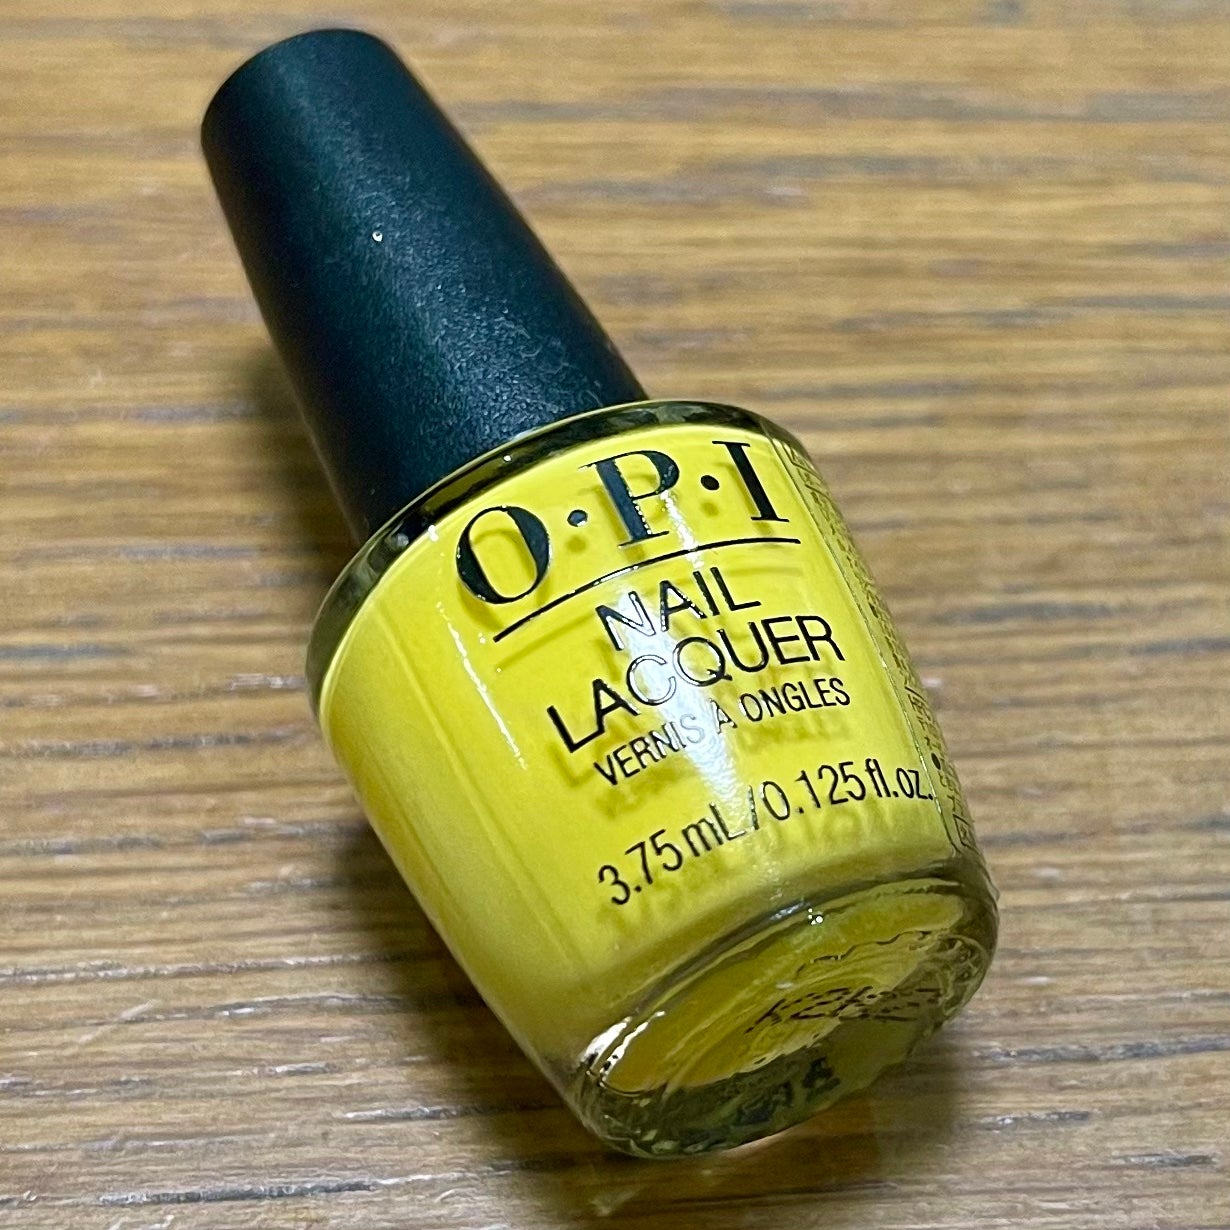 O·P·I
NAIL
LACQUER
VERNIS À ONGLES
3.75 mL/0.125 fl.oz.